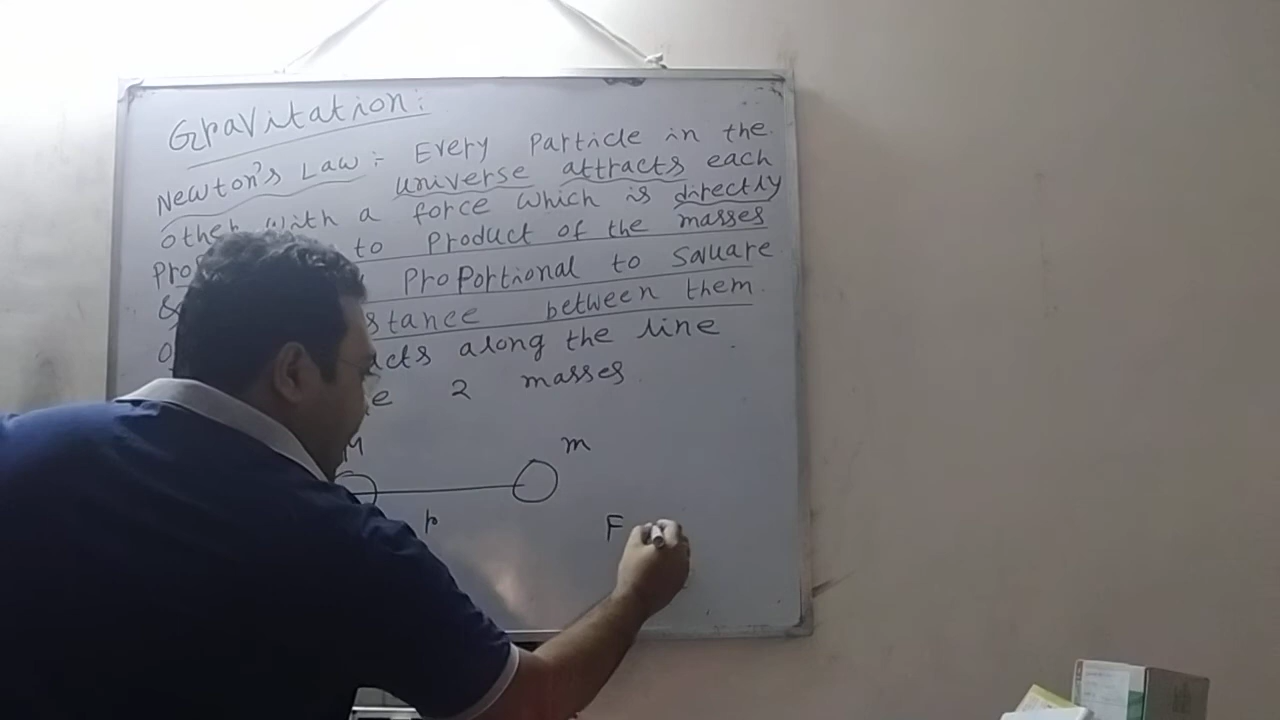 Gravitation:
Newton's Law:- Every Particle in the
universe attracts each
other with a force which is directly
to Product of the masses
& Proportional to square
between them
acts along the line
2 masses
M m
r
F